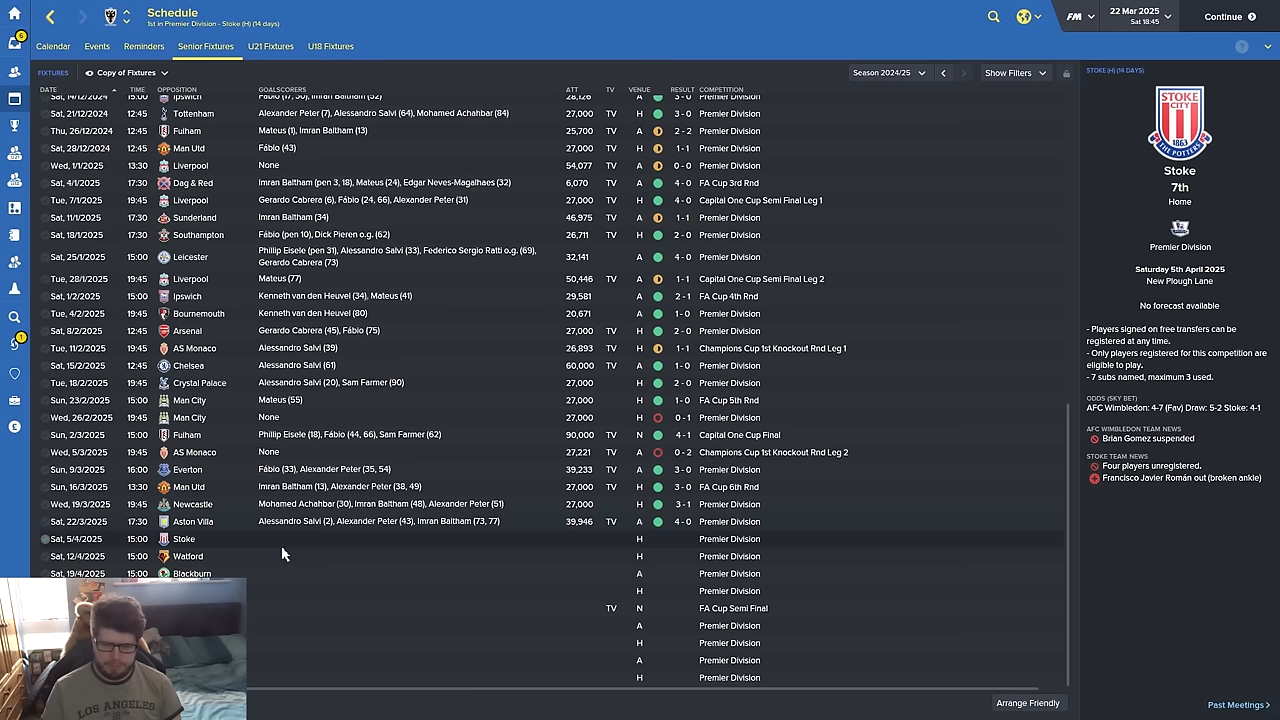 6
Schedule
1st in Premier Division - Stoke (H) (14 days)
FM
22 Mar 2025
Sat 18:45
Continue
Calendar
Events
Reminders
Senior Fixtures
U21 Fixtures
U18 Fixtures
FIXTURES
Copy of Fixtures
Season 2024/25
Show Filters
DATE TIME OPPOSITION GOALSCORERS ATT TV VENUE RESULT COMPETITION
Sat, 14/12/2024 15:00 Ipswich Fábio (17, 50), Imran Baltham (52) 28,126 A 3-0 Premier Division
Sat, 21/12/2024 12:45 Tottenham Alexander Peter (7), Alessandro Salvi (64), Mohamed Achahbar (84) 27,000 TV H 3-0 Premier Division
Thu, 26/12/2024 12:45 Fulham Mateus (1), Imran Baltham (13) 25,700 TV A 2-2 Premier Division
Sat, 28/12/2024 12:45 Man Utd Fábio (43) 27,000 TV H 1-1 Premier Division
Wed, 1/1/2025 13:30 Liverpool None 54,077 TV A 0-0 Premier Division
Sat, 4/1/2025 17:30 Dag & Red Imran Baltham (pen 3, 18), Mateus (24), Edgar Neves-Magalhaes (32) 6,070 TV A 4-0 FA Cup 3rd Rnd
Tue, 7/1/2025 19:45 Liverpool Gerardo Cabrera (6), Fábio (24, 66), Alexander Peter (31) 27,000 TV H 4-0 Capital One Cup Semi Final Leg 1
Sat, 11/1/2025 17:30 Sunderland Imran Baltham (34) 46,975 TV A 1-1 Premier Division
Sat, 18/1/2025 17:30 Southampton Fábio (pen 10), Dick Pieren o.g. (62) 26,711 TV H 2-0 Premier Division
Sat, 25/1/2025 15:00 Leicester Phillip Eisele (pen 31), Alessandro Salvi (33), Federico Sergio Ratti o.g. (69), Gerardo Cabrera (73) 32,141 A 4-0 Premier Division
Tue, 28/1/2025 19:45 Liverpool Mateus (77) 50,446 TV A 1-1 Capital One Cup Semi Final Leg 2
Sat, 1/2/2025 15:00 Ipswich Kenneth van den Heuvel (34), Mateus (41) 29,581 A 2-1 FA Cup 4th Rnd
Tue, 4/2/2025 19:45 Bournemouth Kenneth van den Heuvel (80) 20,671 A 1-0 Premier Division
Sat, 8/2/2025 12:45 Arsenal Gerardo Cabrera (45), Fábio (75) 27,000 TV H 2-0 Premier Division
Tue, 11/2/2025 19:45 AS Monaco Alessandro Salvi (39) 26,893 TV H 1-1 Champions Cup 1st Knockout Rnd Leg 1
Sat, 15/2/2025 12:45 Chelsea Alessandro Salvi (61) 60,000 TV A 1-0 Premier Division
Tue, 18/2/2025 19:45 Crystal Palace Alessandro Salvi (20), Sam Farmer (90) 27,000 H 2-0 Premier Division
Sun, 23/2/2025 15:00 Man City Mateus (55) 27,000 H 1-0 FA Cup 5th Rnd
Wed, 26/2/2025 19:45 Man City None 27,000 H 0-1 Premier Division
Sun, 2/3/2025 15:00 Fulham Phillip Eisele (18), Fábio (44, 66), Sam Farmer (62) 90,000 TV N 4-1 Capital One Cup Final
Wed, 5/3/2025 19:45 AS Monaco None 27,221 TV A 0-2 Champions Cup 1st Knockout Rnd Leg 2
Sun, 9/3/2025 16:00 Everton Fábio (33), Alexander Peter (35, 54) 39,233 TV A 3-0 Premier Division
Sun, 16/3/2025 13:30 Man Utd Imran Baltham (13), Alexander Peter (38, 49) 27,000 TV H 3-0 FA Cup 6th Rnd
Wed, 19/3/2025 19:45 Newcastle Mohamed Achahbar (30), Imran Baltham (48), Alexander Peter (51) 27,000 H 3-1 Premier Division
Sat, 22/3/2025 17:30 Aston Villa Alessandro Salvi (2), Alexander Peter (43), Imran Baltham (73, 77) 39,946 TV A 4-0 Premier Division
Sat, 5/4/2025 15:00 Stoke H Premier Division
Sat, 12/4/2025 15:00 Watford H Premier Division
Sat, 19/4/2025 15:00 Blackburn A Premier Division
H Premier Division
TV N FA Cup Semi Final
A Premier Division
H Premier Division
A Premier Division
H Premier Division
Arrange Friendly
STOKE (H) (14 DAYS)
STOKE
CITY
1863
THE POTTERS
Stoke
7th
Home
Premier Division
Saturday 5th April 2025
New Plough Lane
No forecast available
- Players signed on free transfers can be
registered at any time.
- Only players registered for this competition are
eligible to play.
- 7 subs named, maximum 3 used.
ODDS (SKY BET)
AFC Wimbledon: 4-7 (Fav) Draw: 5-2 Stoke: 4-1
AFC WIMBLEDON TEAM NEWS
Brian Gomez suspended
STOKE TEAM NEWS
Four players unregistered.
Francisco Javier Román out (broken ankle)
Past Meetings >
1
LOS ANGELES